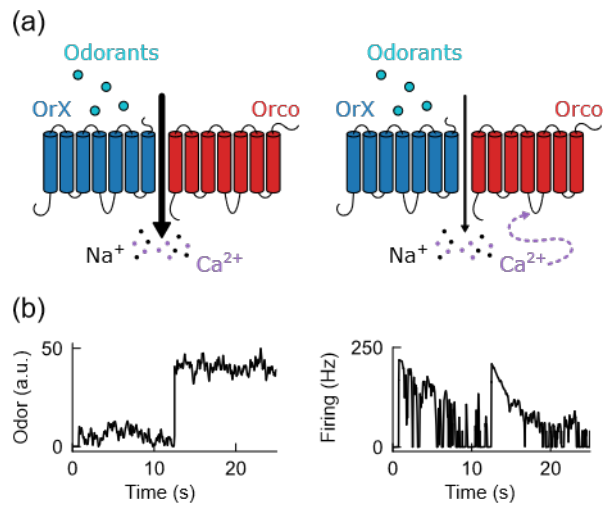 (a)
Odorants
OrX
Orco
Na+
Ca2+
Odorants
OrX
Orco
Na+
Ca2+
(b)
Odor (a.u.)
50
0
0
10
20
Time (s)
Firing (Hz)
250
0
0
10
20
Time (s)